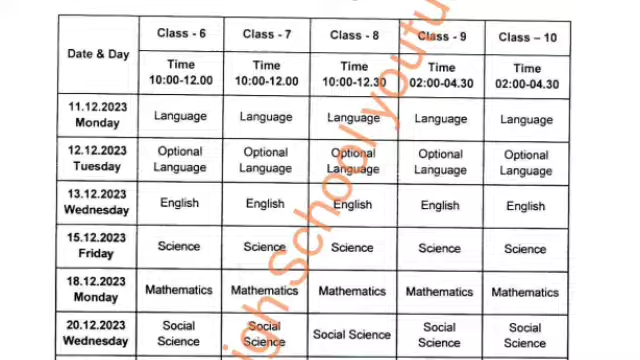 Date & Day
Class - 6
Class - 7
Class - 8
Class - 9
Class – 10
Time
10:00-12.00
Time
10:00-12.00
Time
10:00-12.30
Time
02:00-04.30
Time
02:00-04.30
11.12.2023
Monday
Language
Language
Language
Language
Language
12.12.2023
Tuesday
Optional
Language
Optional
Language
Optional
Language
Optional
Language
Optional
Language
13.12.2023
Wednesday
English
English
English
English
English
15.12.2023
Friday
Science
Science
Science
Science
Science
18.12.2023
Monday
Mathematics
Mathematics
Mathematics
Mathematics
Mathematics
20.12.2023
Wednesday
Social
Science
Social
Science
Social Science
Social
Science
Social
Science
School